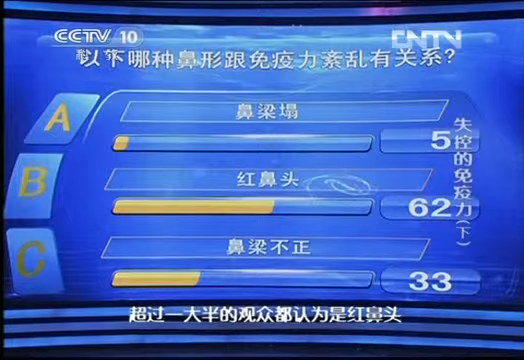 CCTV 10
科教
CNTV
以下哪种鼻形跟免疫力紊乱有关系?
A
鼻梁塌
5
B
红鼻头
62
C
鼻梁不正
33
失控的免疫力(下)
超过一大半的观众都认为是红鼻头